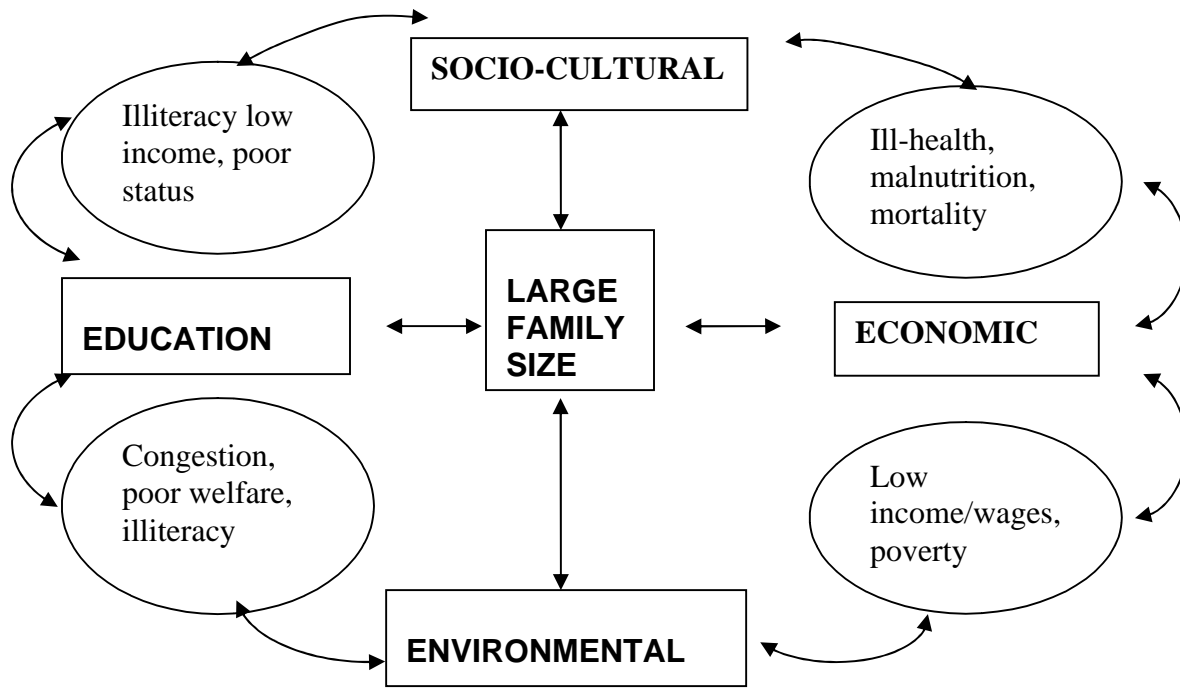 SOCIO-CULTURAL
Illiteracy low
income, poor
status
Ill-health,
malnutrition,
mortality
LARGE
FAMILY
SIZE
EDUCATION
ECONOMIC
Congestion,
poor welfare,
illiteracy
Low
income/wages,
poverty
ENVIRONMENTAL